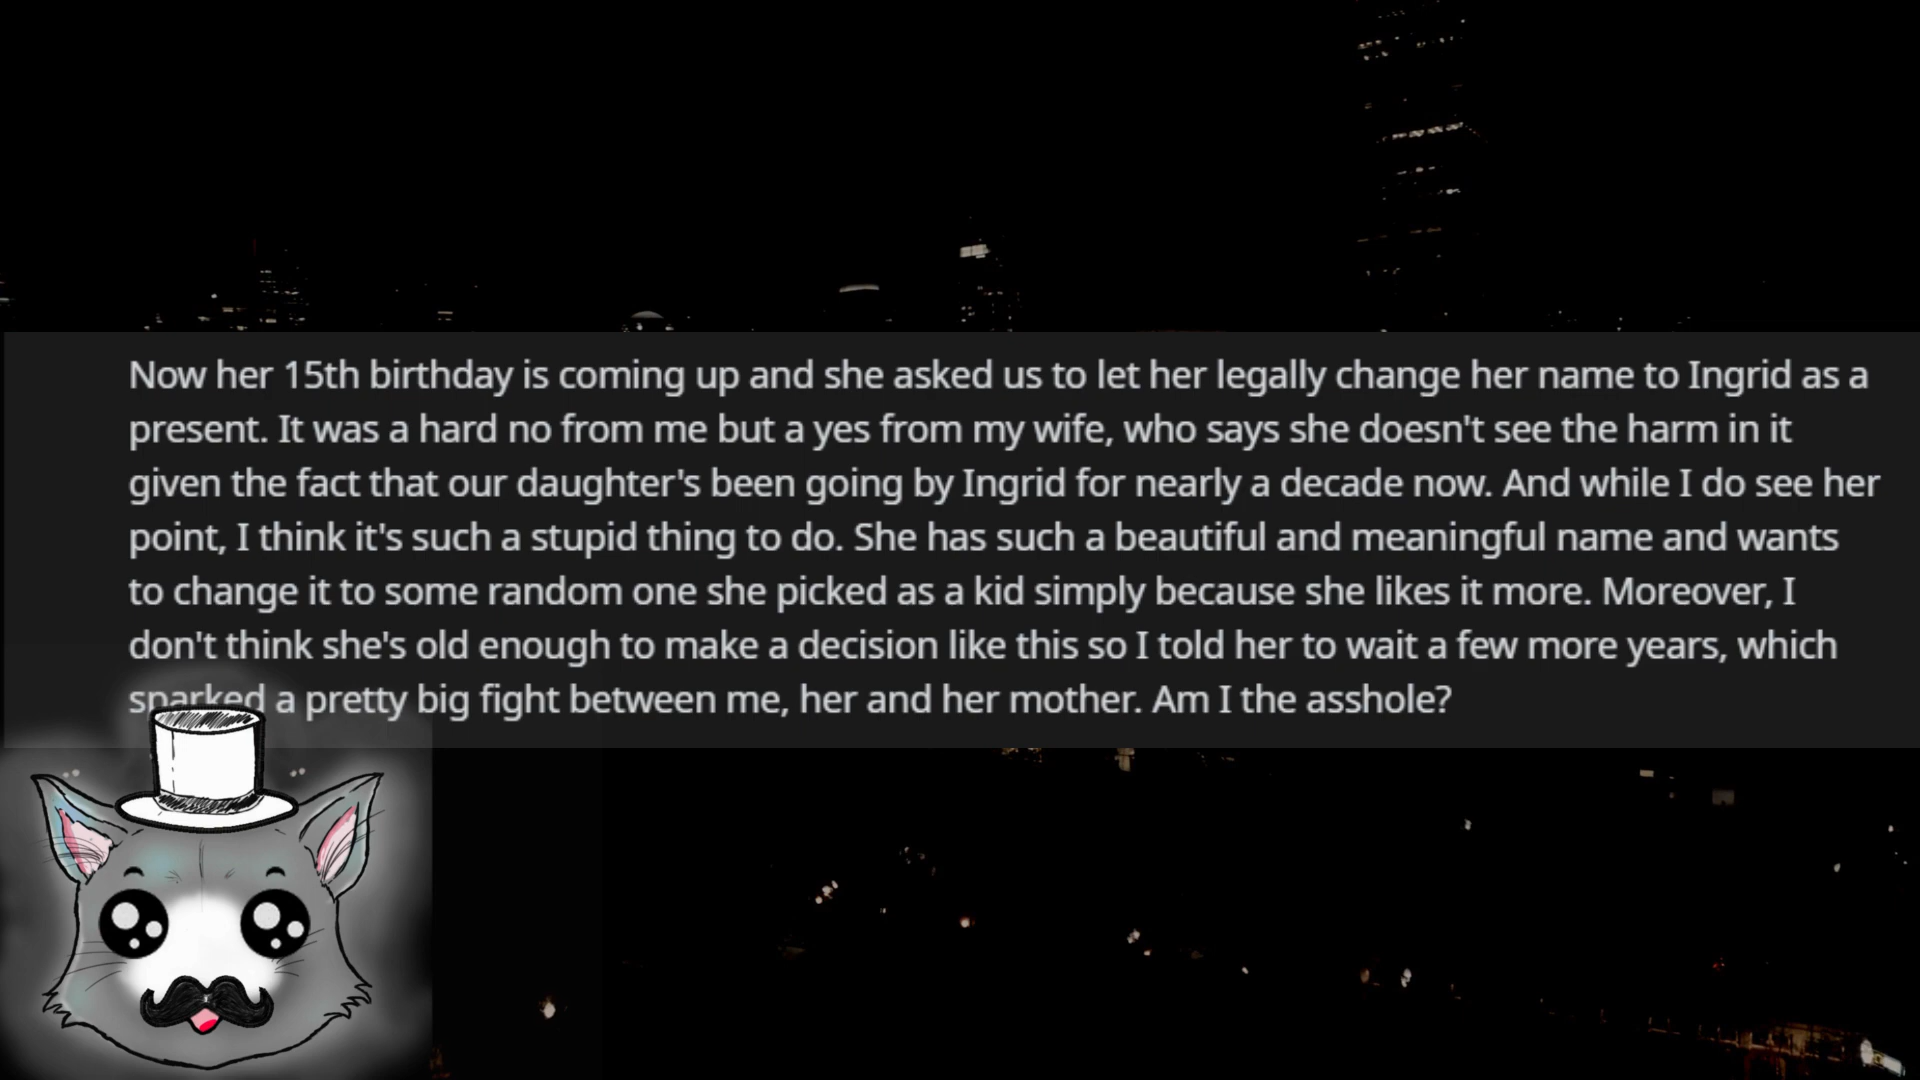 Now her 15th birthday is coming up and she asked us to let her legally change her name to Ingrid as a
present. It was a hard no from me but a yes from my wife, who says she doesn't see the harm in it
given the fact that our daughter's been going by Ingrid for nearly a decade now. And while I do see her
point, I think it's such a stupid thing to do. She has such a beautiful and meaningful name and wants
to change it to some random one she picked as a kid simply because she likes it more. Moreover, I
don't think she's old enough to make a decision like this so I told her to wait a few more years, which
sparked a pretty big fight between me, her and her mother. Am I the asshole?